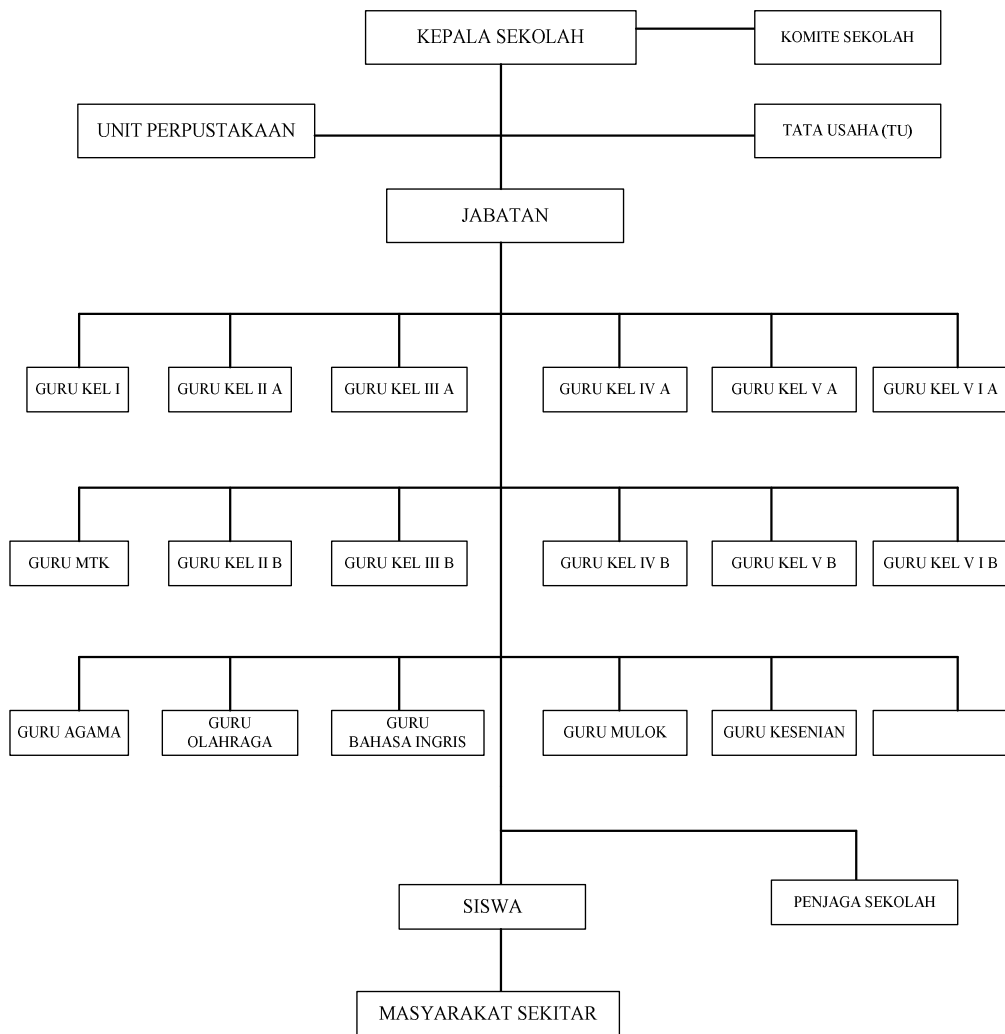 KEPALA SEKOLAH
KOMITE SEKOLAH
UNIT PERPUSTAKAAN
TATA USAHA (TU)
JABATAN
GURU KEL I
GURU KEL II A
GURU KEL III A
GURU KEL IV A
GURU KEL V A
GURU KEL V I A
GURU MTK
GURU KEL II B
GURU KEL III B
GURU KEL IV B
GURU KEL V B
GURU KEL V I B
GURU AGAMA
GURU
OLAHRAGA
GURU
BAHASA INGRIS
GURU MULOK
GURU KESENIAN
SISWA
PENJAGA SEKOLAH
MASYARAKAT SEKITAR